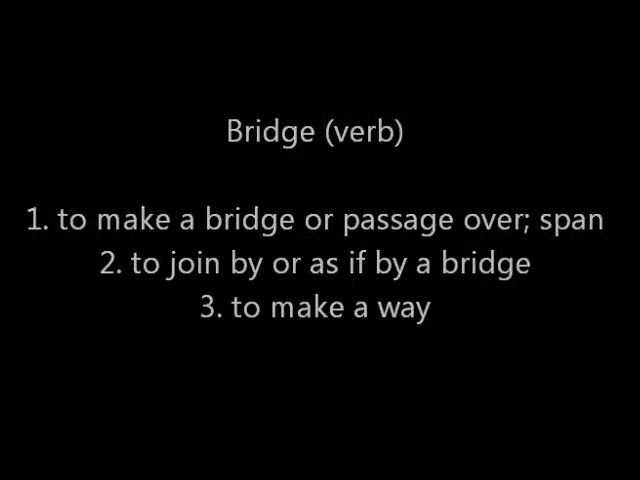 Bridge (verb)
1. to make a bridge or passage over; span
2. to join by or as if by a bridge
3. to make a way